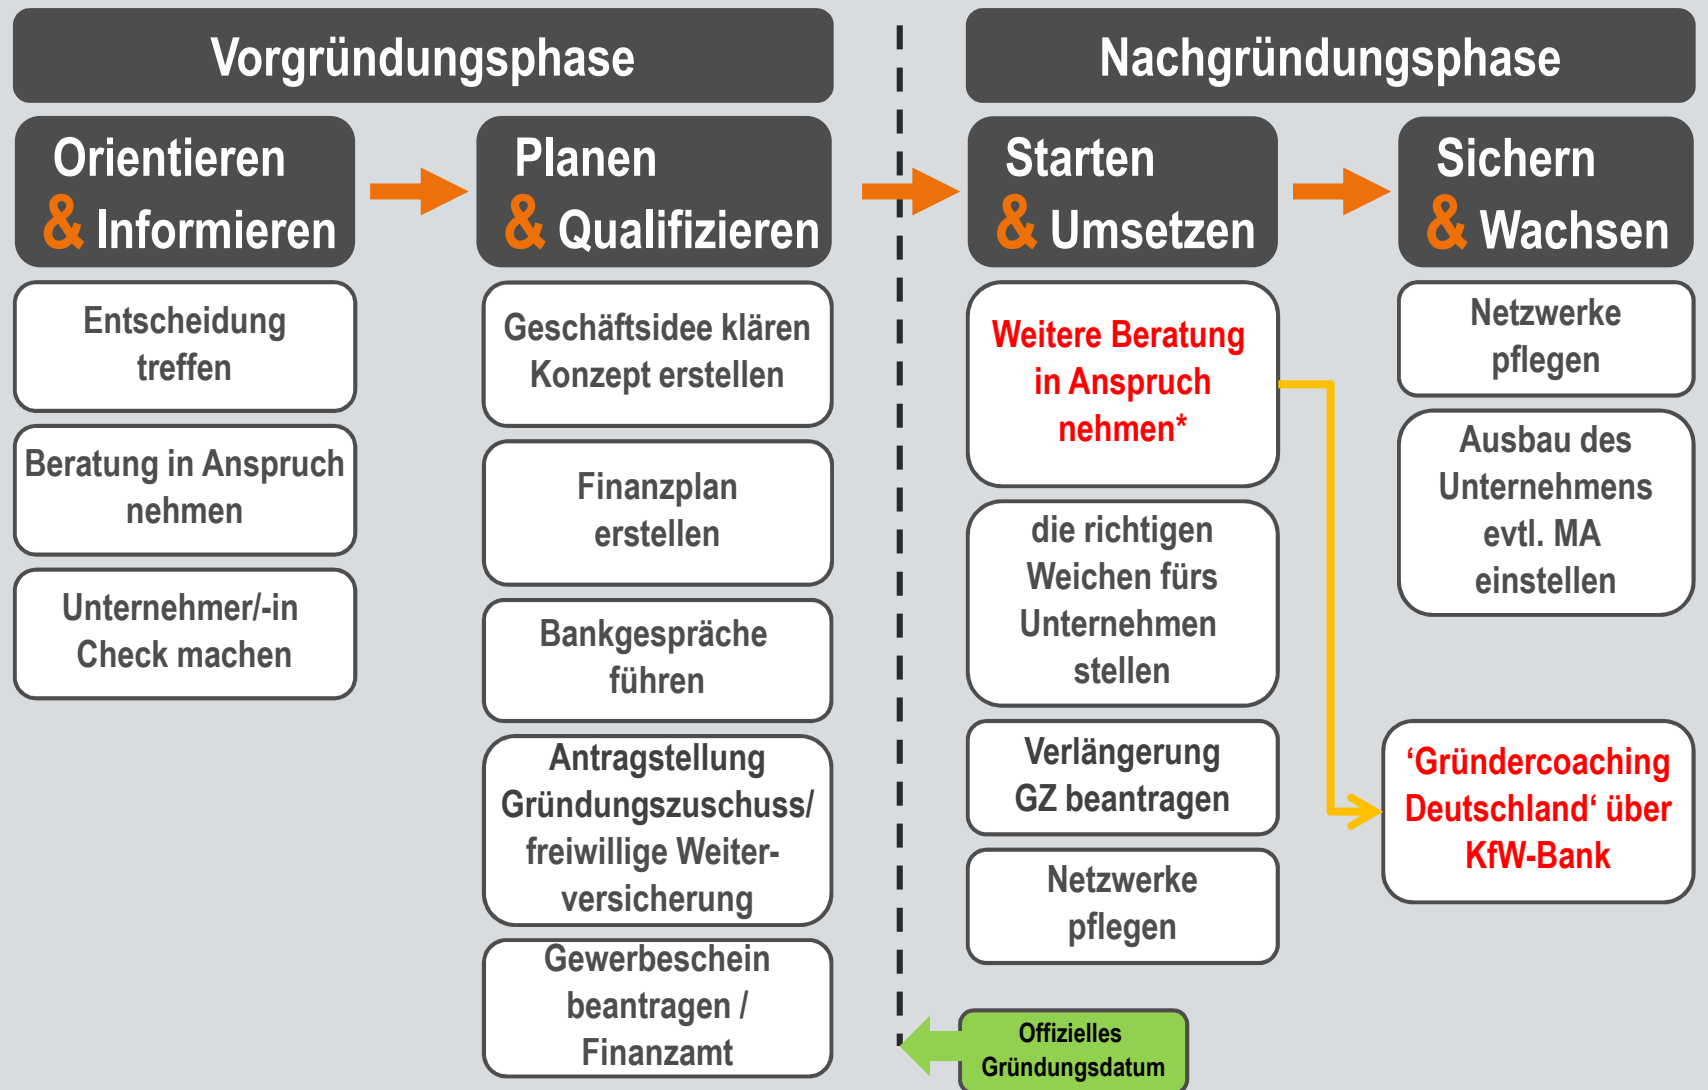 Vorgründungsphase
Nachgründungsphase
Orientieren
& Informieren
Planen
& Qualifizieren
Starten
& Umsetzen
Sichern
& Wachsen
Entscheidung
treffen
Beratung in Anspruch
nehmen
Unternehmer/-in
Check machen
Geschäftsidee klären
Konzept erstellen
Finanzplan
erstellen
Bankgespräche
führen
Antragstellung
Gründungszuschuss/
freiwillige Weiter-
versicherung
Gewerbeschein
beantragen /
Finanzamt
Weitere Beratung
in Anspruch
nehmen*
die richtigen
Weichen fürs
Unternehmen
stellen
Verlängerung
GZ beantragen
Netzwerke
pflegen
Netzwerke
pflegen
Ausbau des
Unternehmens
evtl. MA
einstellen
‘Gründercoaching
Deutschland‘ über
KfW-Bank
Offizielles
Gründungsdatum